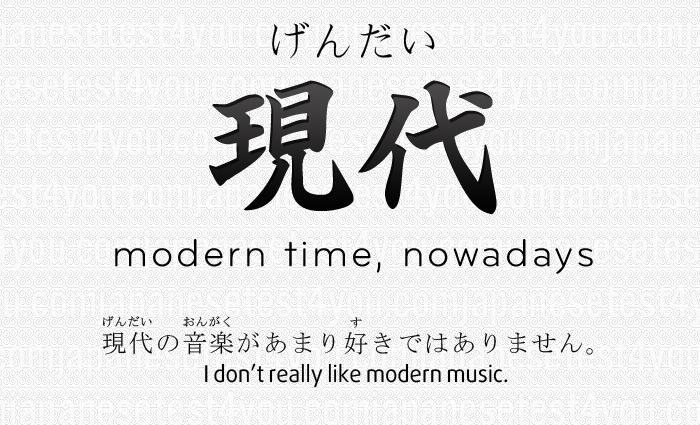 げんだい
現代
modern time, nowadays
げんだい おんがく す
現代の音楽があまり好きではありません。
I don't really like modern music.